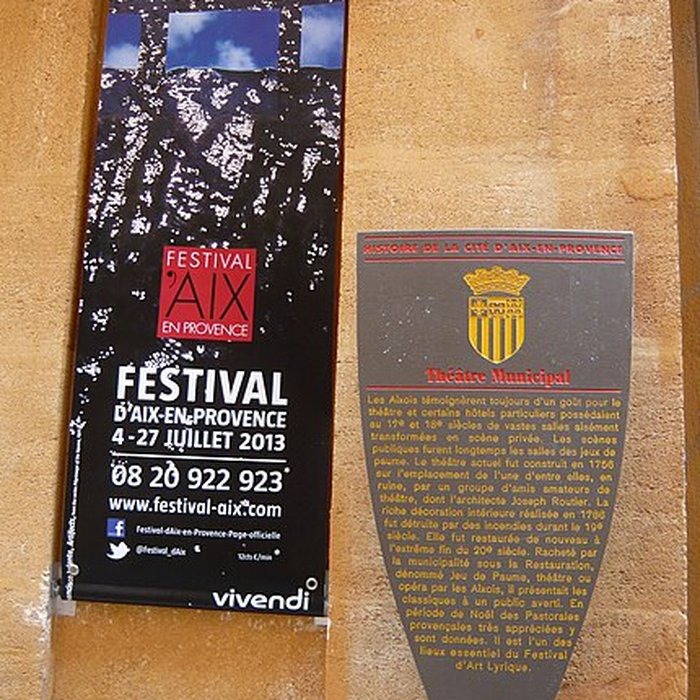 FESTIVAL
'AIX
EN PROVENCE
FESTIVAL
D'AIX-EN-PROVENCE
4-27 JUILLET 2013
08 20 922 923*
www.festival-aix.com
Festival-dAix-en-Provence-Page-officielle
@festival_dAix
12cts €/min
vivendi
HISTOIRE DE LA CITÉ D'AIX-EN-PROVENCE
Théâtre Municipal
Les Aixois témoignèrent toujours d'un goût pour le
théâtre et certains hôtels particuliers possédaient
au 17e et 18e siècles de vastes salles aisément
transformées en scène privée. Les scènes
publiques furent longtemps les salles des jeux de
paume. Le théâtre actuel fut construit en 1756
sur l'emplacement de l'une d'entre elles, en
ruine, par un groupe d'amis amateurs de
théâtre, dont l'architecte Joseph Routier. La
riche décoration intérieure réalisée en 1786
fut détruite par des incendies durant le 19e
siècle. Elle fut restaurée de nouveau à
l'extrême fin du 20e siècle. Racheté par
la municipalité sous la Restauration,
dénommé Jeu de Paume, théâtre ou
opéra par les Aixois, il présentait les
classiques à un public averti. En
période de Noël des Pastorales
provençales très appréciées y
sont données. Il est l'un des
lieux essentiel du Festival
d'Art Lyrique.